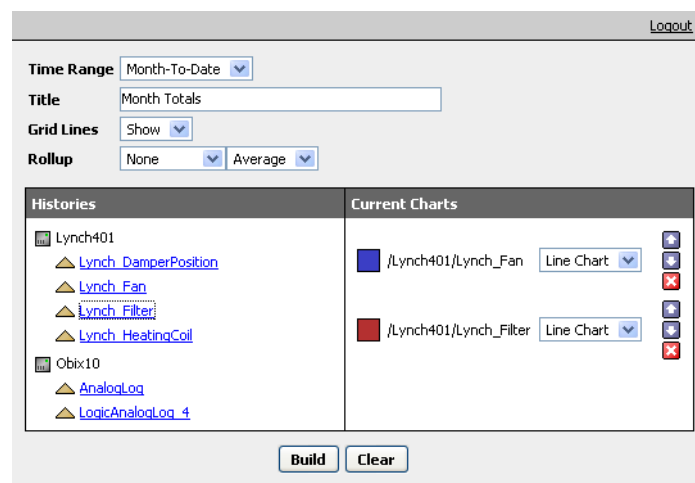 Logout
Time Range Month-To-Date
Title Month Totals
Grid Lines Show
Rollup None Average
Histories Current Charts
Lynch401
Lynch_DamperPosition
Lynch_Fan
Lynch_Filter
Lynch_HeatingCoil
Obix10
AnalogLog
LogicAnalogLog_4
/Lynch401/Lynch_Fan Line Chart
/Lynch401/Lynch_Filter Line Chart
Build Clear